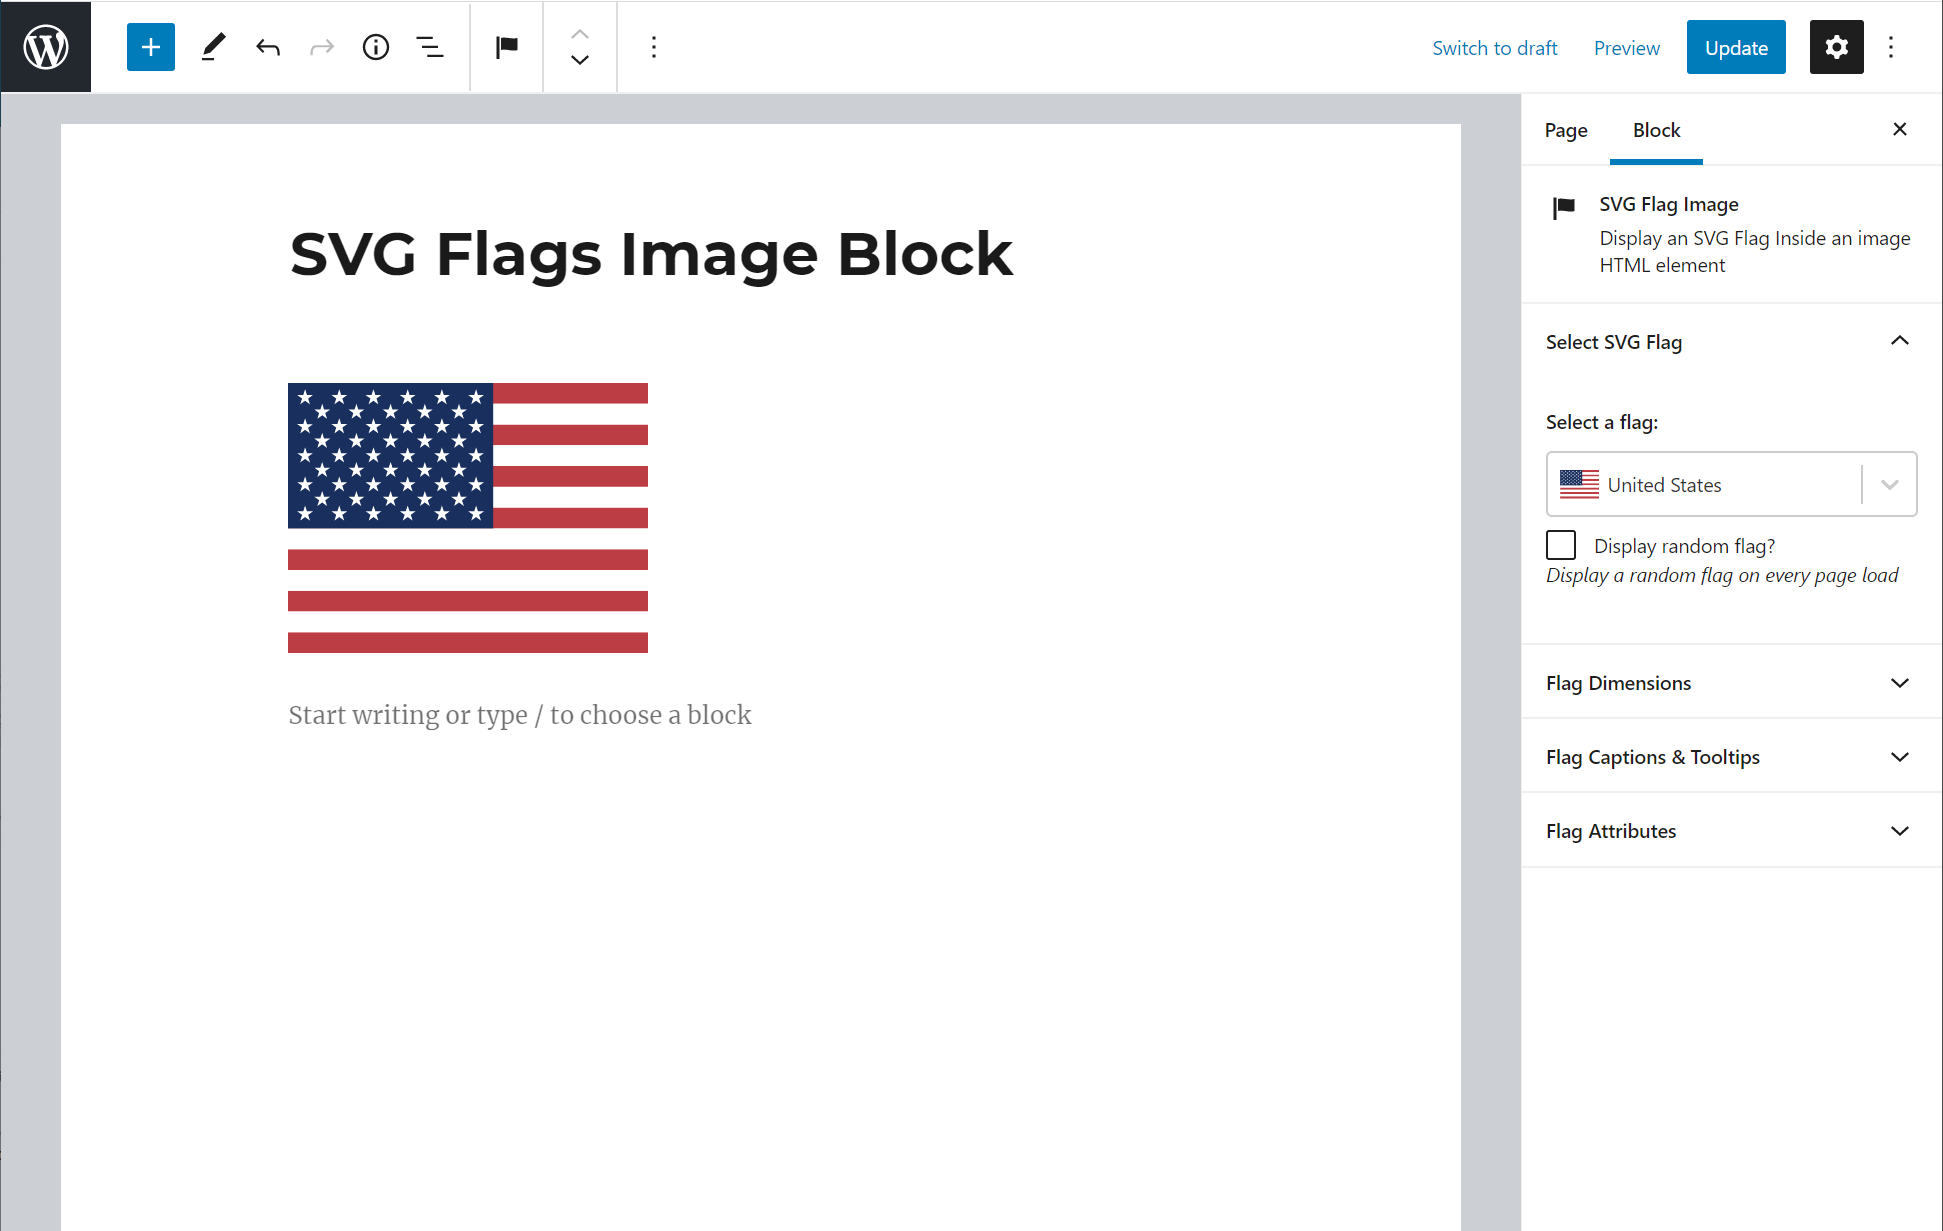 Switch to draft
Preview
Update
Page
Block
SVG Flag Image
Display an SVG Flag Inside an image
HTML element
SVG Flags Image Block
Start writing or type / to choose a block
Select SVG Flag
Select a flag:
United States
Display random flag?
Display a random flag on every page load
Flag Dimensions
Flag Captions & Tooltips
Flag Attributes